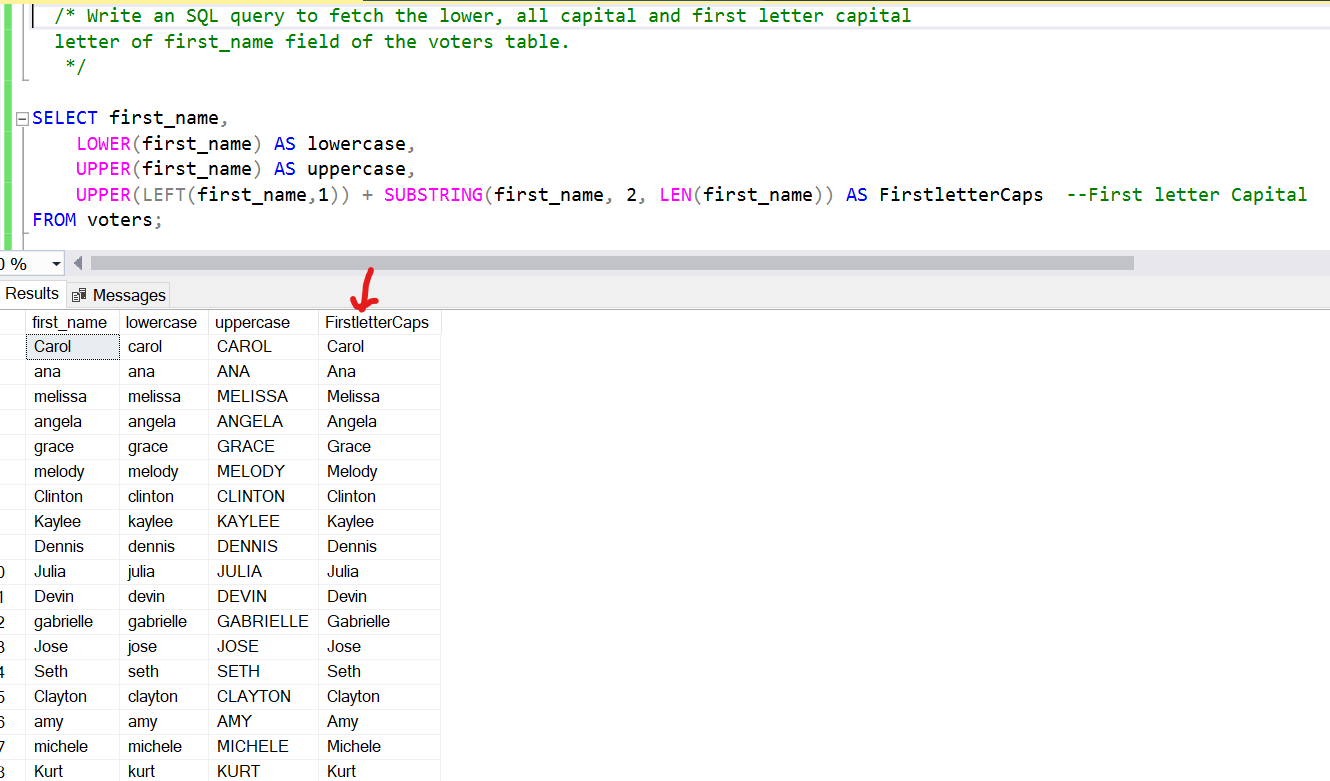 /* Write an SQL query to fetch the lower, all capital and first letter capital
letter of first_name field of the voters table.
*/
SELECT first_name,
LOWER(first_name) AS lowercase,
UPPER(first_name) AS uppercase,
UPPER(LEFT(first_name,1)) + SUBSTRING(first_name, 2, LEN(first_name)) AS FirstletterCaps  --First letter Capital
FROM voters;
0 %
Results Messages
first_name lowercase uppercase FirstletterCaps
Carol carol CAROL Carol
ana ana ANA Ana
melissa melissa MELISSA Melissa
angela angela ANGELA Angela
grace grace GRACE Grace
melody melody MELODY Melody
Clinton clinton CLINTON Clinton
Kaylee kaylee KAYLEE Kaylee
Dennis dennis DENNIS Dennis
0 Julia julia JULIA Julia
1 Devin devin DEVIN Devin
2 gabrielle gabrielle GABRIELLE Gabrielle
3 Jose jose JOSE Jose
4 Seth seth SETH Seth
5 Clayton clayton CLAYTON Clayton
6 amy amy AMY Amy
7 michele michele MICHELE Michele
8 Kurt kurt KURT Kurt